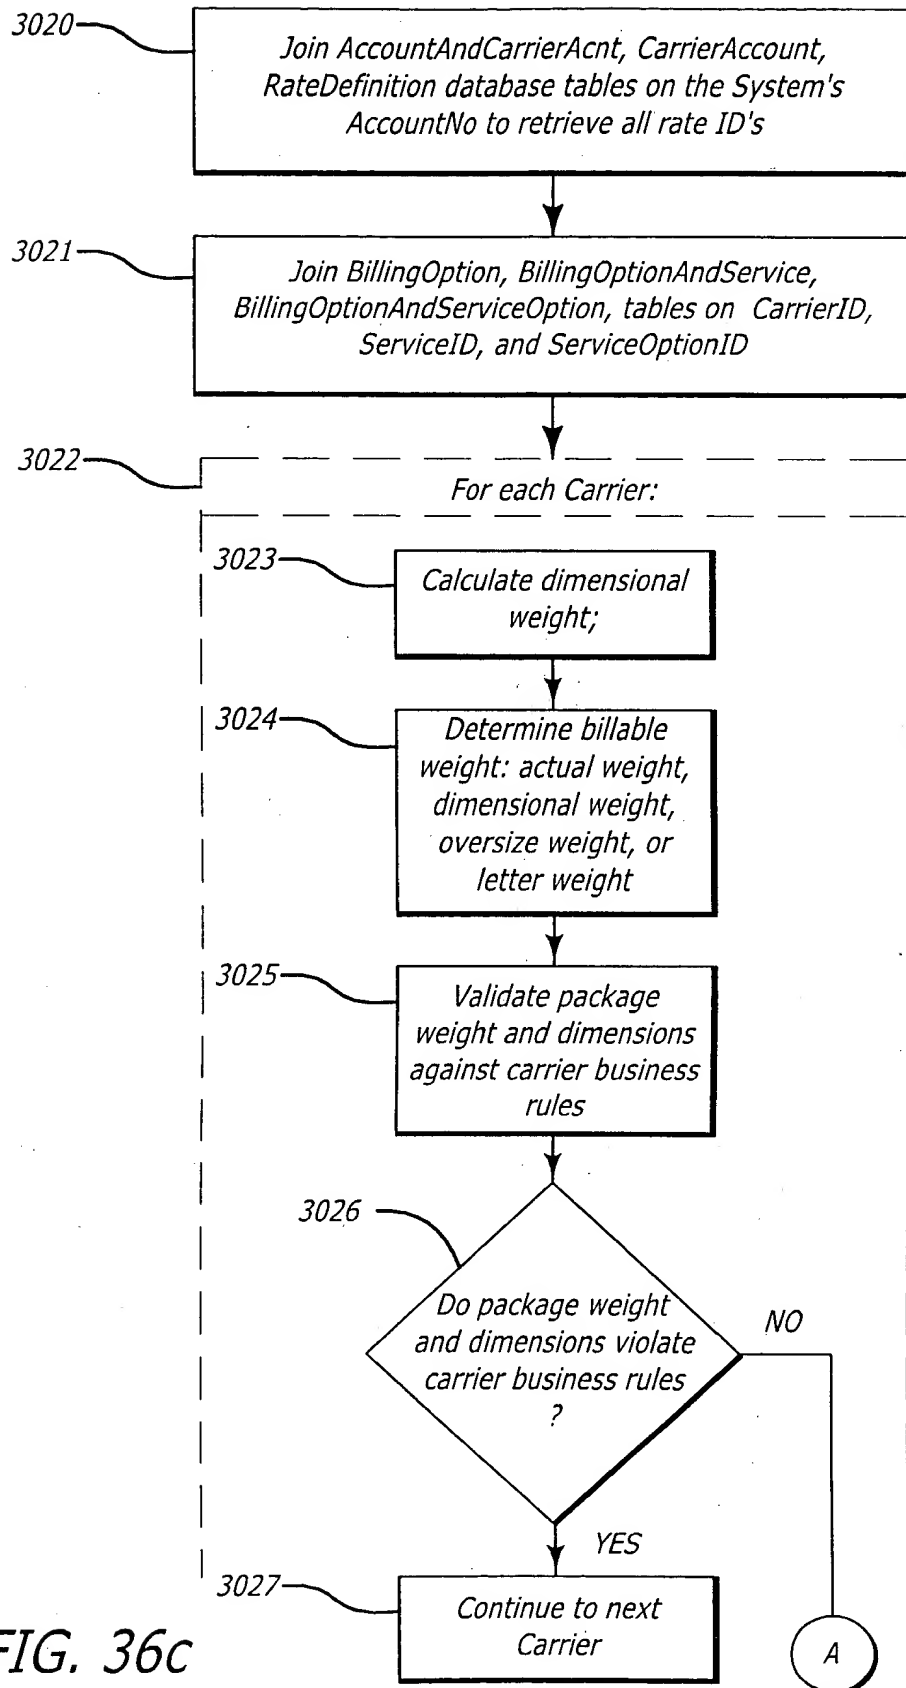 3020
Join AccountAndCarrierAcnt, CarrierAccount,
RateDefinition database tables on the System's
AccountNo to retrieve all rate ID's
3021
Join BillingOption, BillingOptionAndService,
BillingOptionAndServiceOption, tables on CarrierID,
ServiceID, and ServiceOptionID
3022
For each Carrier:
3023
Calculate dimensional
weight;
3024
Determine billable
weight: actual weight,
dimensional weight,
oversize weight, or
letter weight
3025
Validate package
weight and dimensions
against carrier business
rules
3026
Do package weight
and dimensions violate
carrier business rules
?
NO
YES
3027
Continue to next
Carrier
A
FIG. 36c